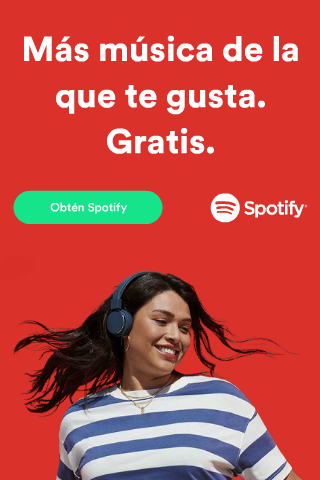 Más música de la
que te gusta.
Gratis.
Obtén Spotify
Spotify